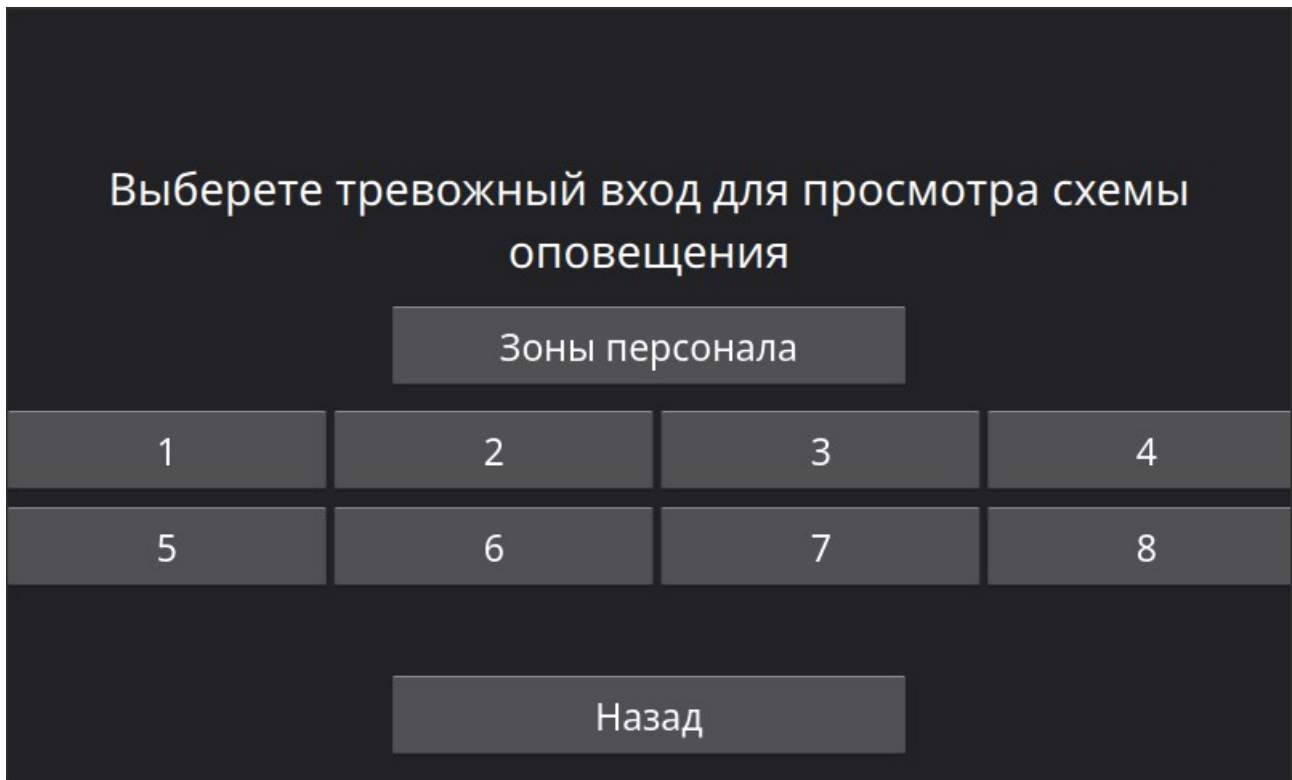 Выберете тревожный вход для просмотра схемы
оповещения
Зоны персонала
1 2 3 4
5 6 7 8
Назад